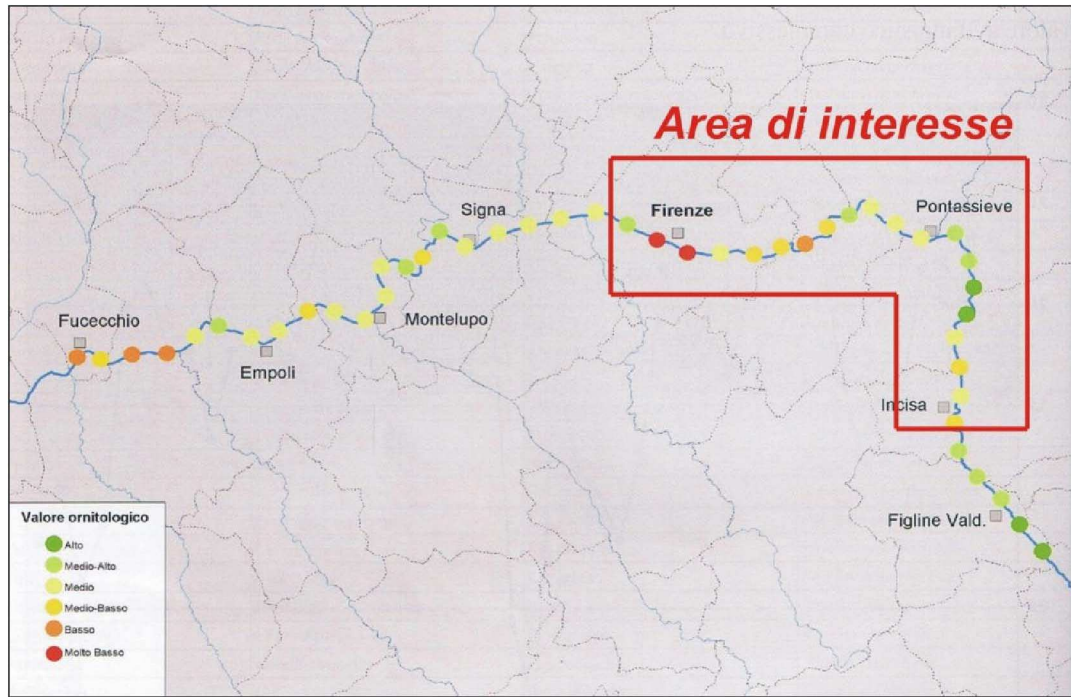 Area di interesse
Signa
Firenze
Pontassieve
Fucecchio
Montelupo
Empoli
Incisa
Figline Vald.
Valore ornitologico
Alto
Medio-Alto
Medio
Medio-Basso
Basso
Molto Basso